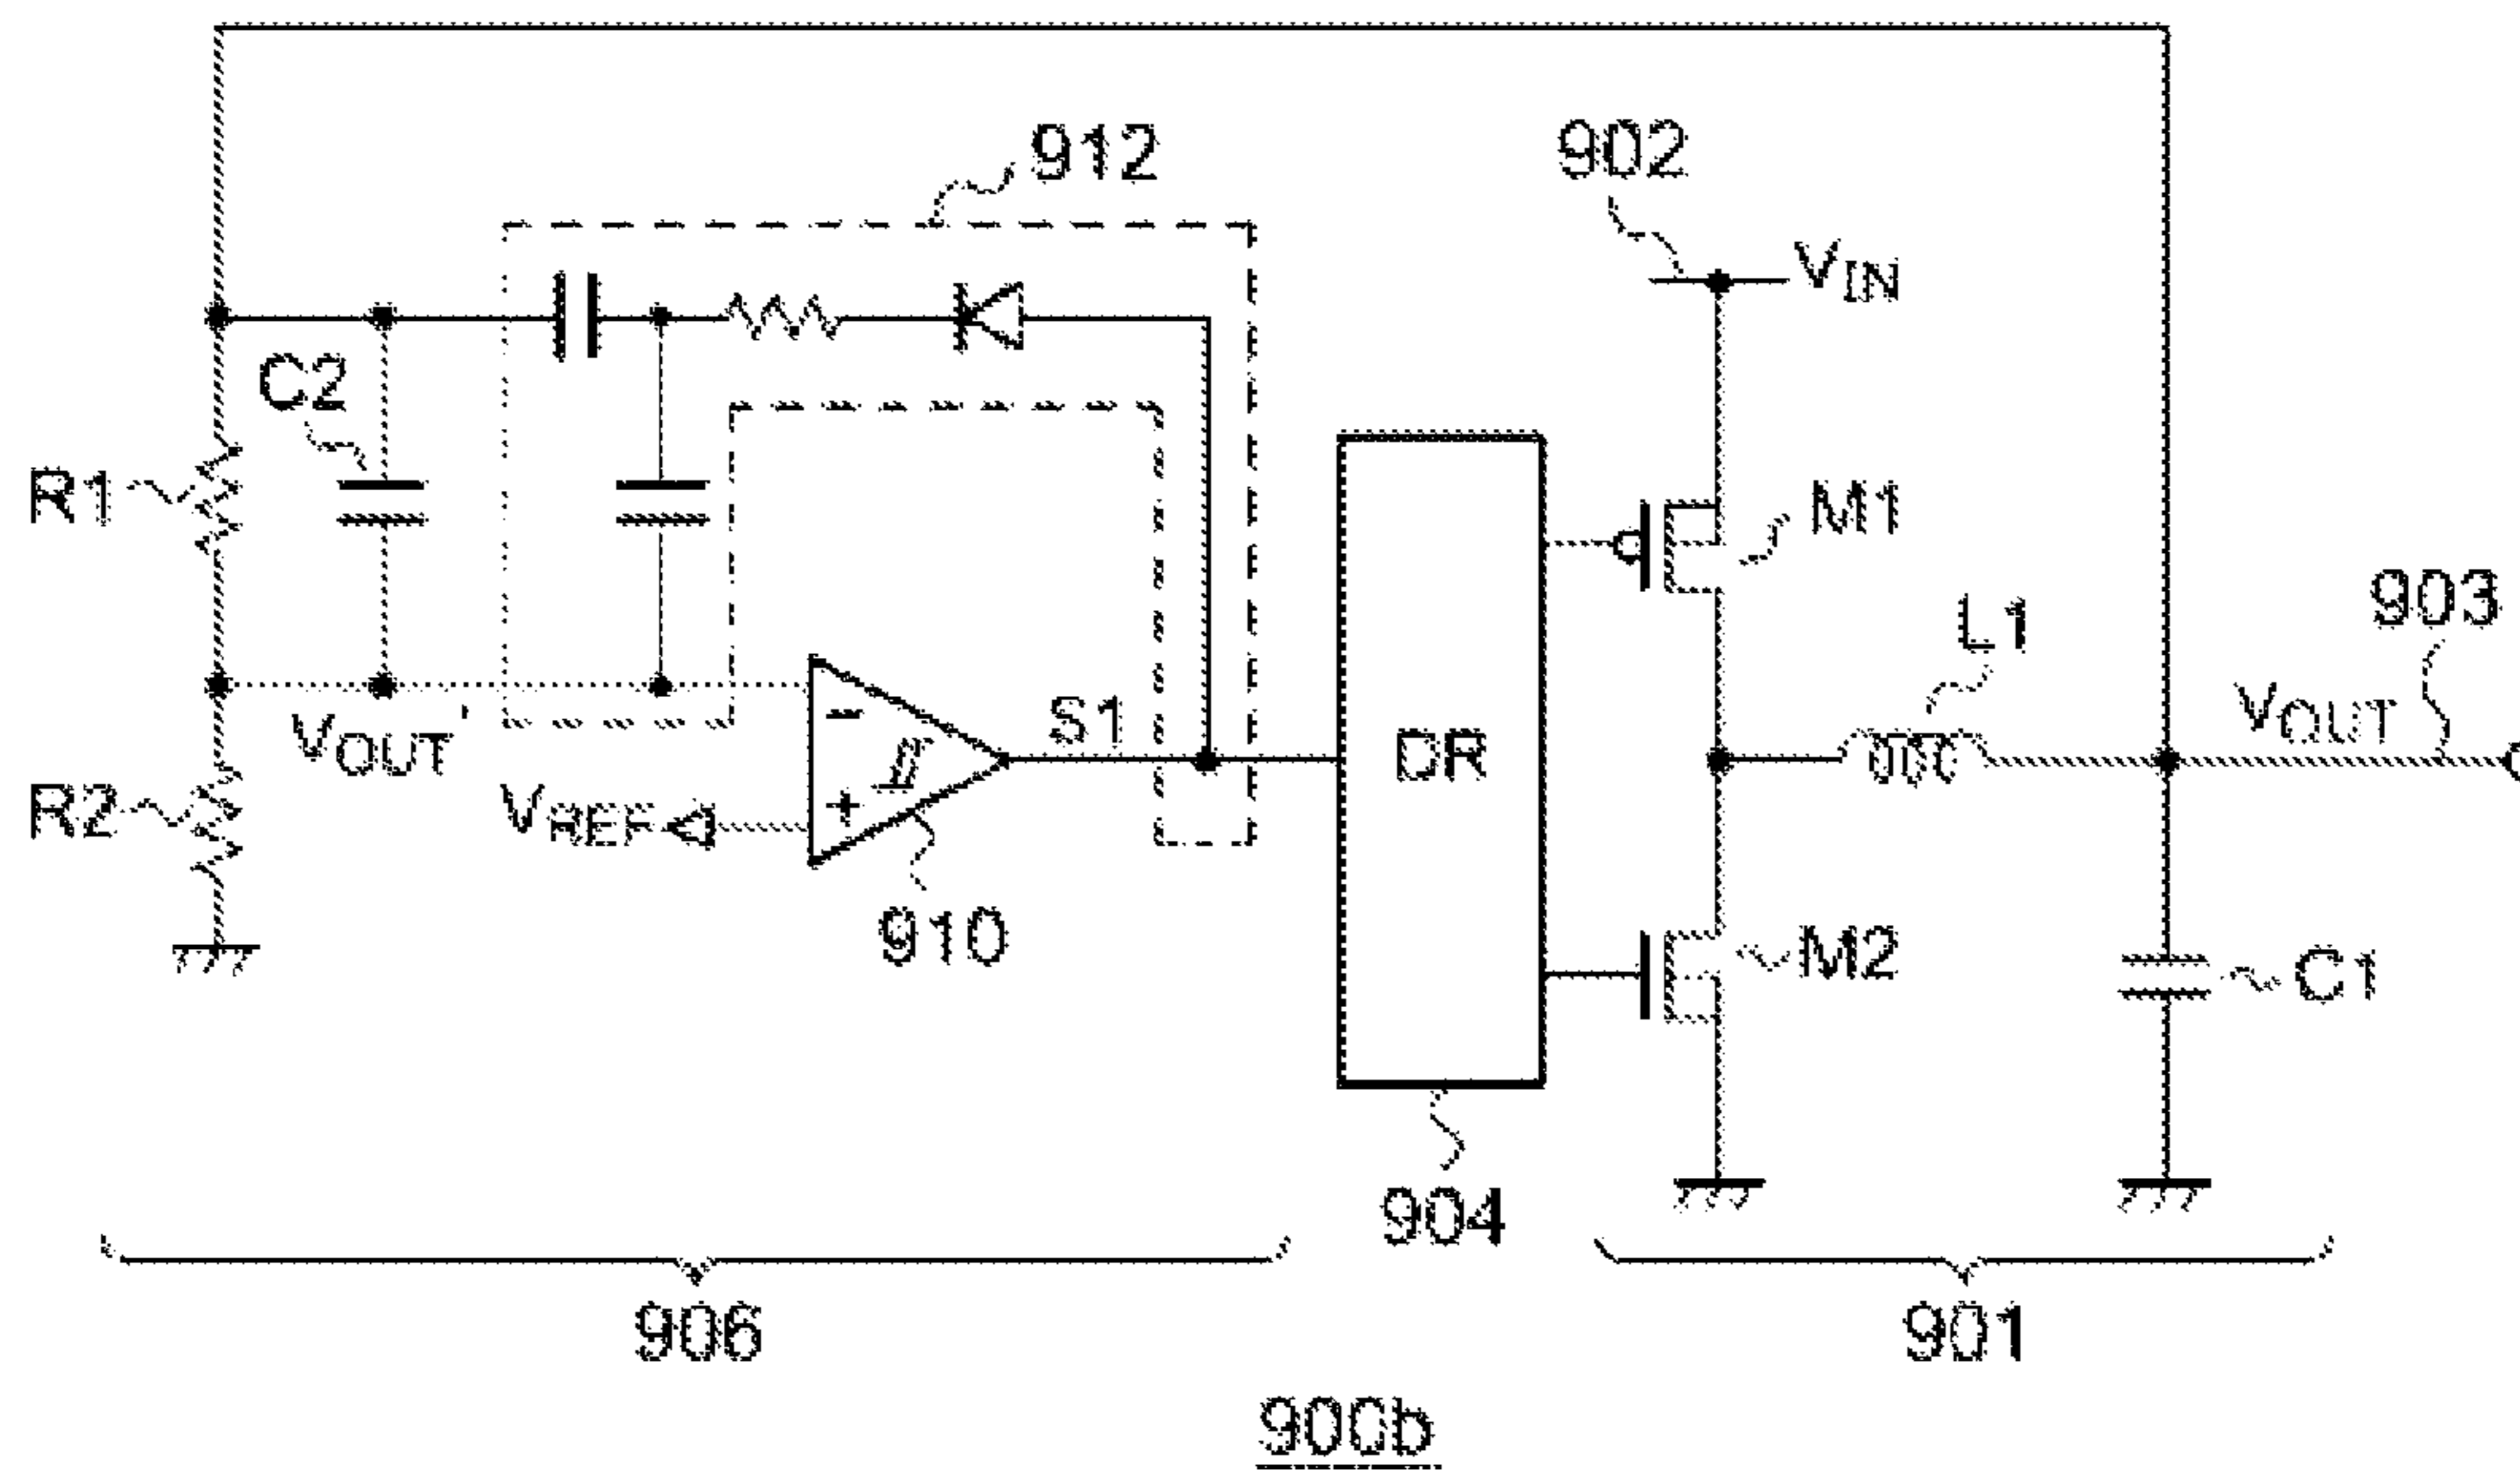 912
902
VIN
C2
R1
M1
L1
903
VOUT'
S1
DR
VOUT
R2
VREF
-
+
910
M2
C1
904
906
901
900b